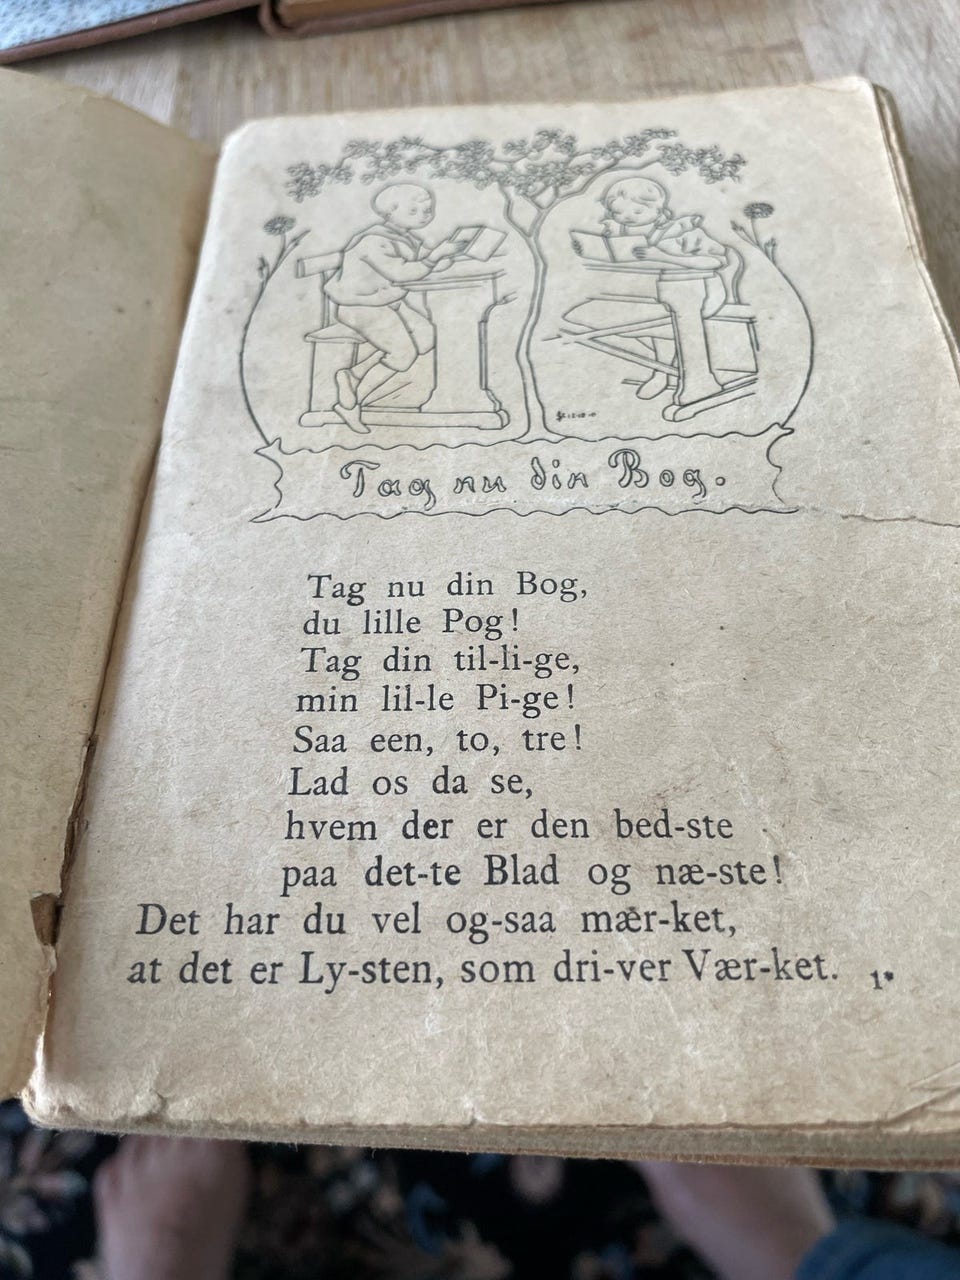 Tag nu din Bog.
Tag nu din Bog,
du lille Pog!
Tag din til-li-ge,
min lil-le Pi-ge!
Saa een, to, tre!
Lad os da se,
hvem der er den bed-ste
paa det-te Blad og næ-ste!
Det har du vel og-saa mær-ket,
at det er Ly-sten, som dri-ver Vær-ket.
1*